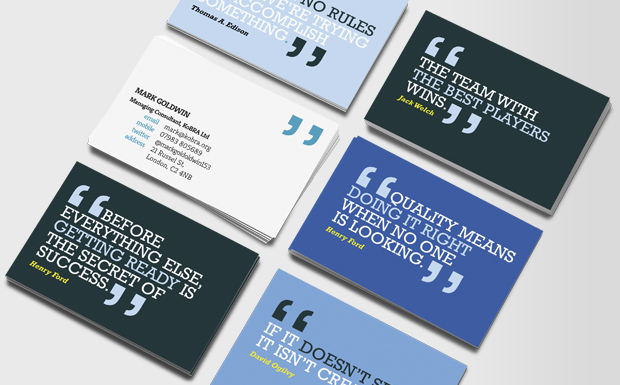 NO RULES
WE'RE TRYING
ACCOMPLISH
SOMETHING.
Thomas A. Edison
THE TEAM WITH
THE BEST PLAYERS
WINS.
Jack Welch
MARK GOLDWIN
Managing Consultant, KoBRA Ltd
email mark@kobra.org
mobile 07983 805689
twitter @markgoldaldwin153
address 21 Russel St,
London, C2 4NB
“QUALITY MEANS
DOING IT RIGHT
WHEN NO ONE
IS LOOKING.”
Henry Ford
“BEFORE
EVERYTHING ELSE,
GETTING READY IS
THE SECRET OF
SUCCESS.”
Henry Ford
IF IT DOESN'T
IT ISN'T
David Ogilvy